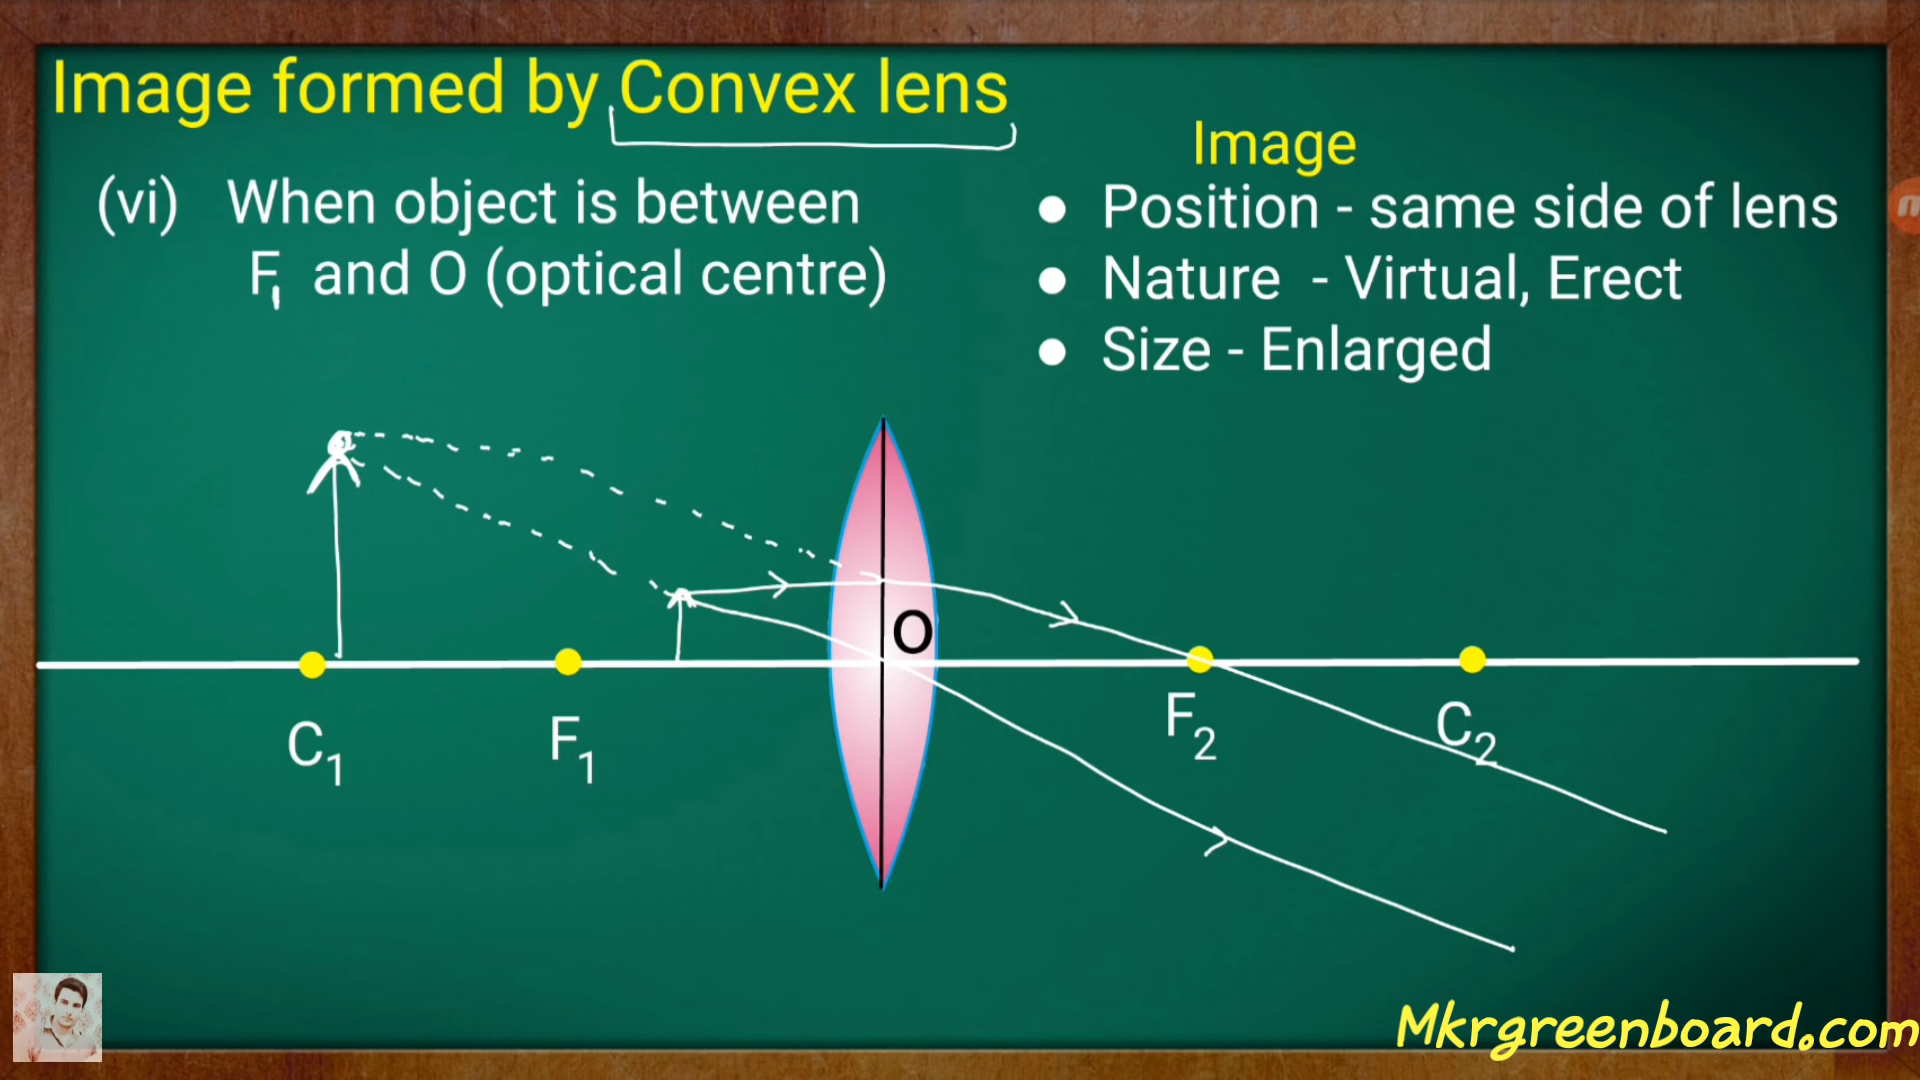 Image formed by Convex lens
(vi) When object is between
F₁ and O (optical centre)
Image
● Position - same side of lens
● Nature - Virtual, Erect
● Size - Enlarged
O
C₁
F₁
F₂
C₂
Mkrgreenboard.com